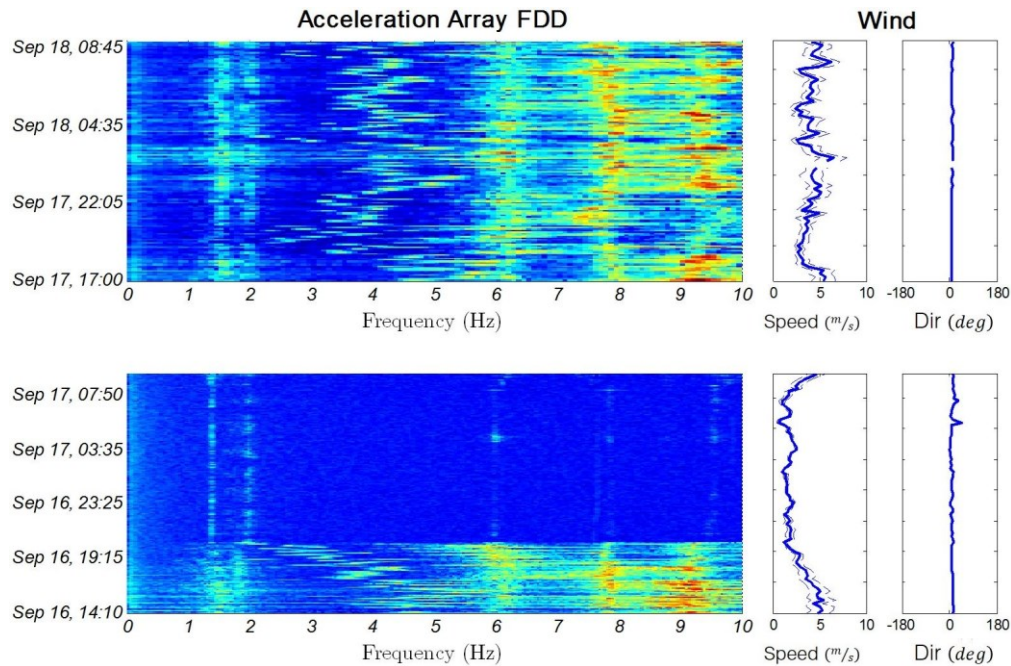 Acceleration Array FDD
Wind
Sep 18, 08:45
Sep 18, 04:35
Sep 17, 22:05
Sep 17, 17:00
0 1 2 3 4 5 6 7 8 9 10
Frequency (Hz)
0 5 10
Speed (m/s)
-180 0 180
Dir (deg)
Sep 17, 07:50
Sep 17, 03:35
Sep 16, 23:25
Sep 16, 19:15
Sep 16, 14:10
0 1 2 3 4 5 6 7 8 9 10
Frequency (Hz)
0 5 10
Speed (m/s)
-180 0 180
Dir (deg)